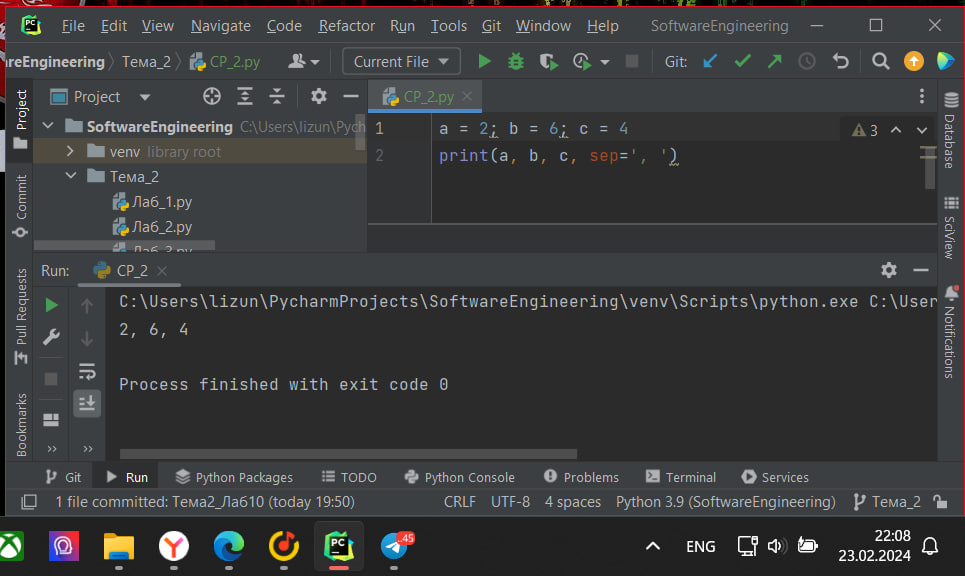 PC File Edit View Navigate Code Refactor Run Tools Git Window Help SoftwareEngineering
reEngineering Тема_2 CP_2.py Current File Git:
Project CP_2.py
SoftwareEngineering C:\Users\lizun\Pych
venv library root
Тема_2
Лаб_1.py
Лаб_2.py
Лаб_3.py
1 a = 2; b = 6; c = 4
2 print(a, b, c, sep=', ')
3
Project
Commit
Pull Requests
Bookmarks
Database
SciView
Notifications
Run: CP_2
C:\Users\lizun\PycharmProjects\SoftwareEngineering\venv\Scripts\python.exe C:\User
2, 6, 4
Process finished with exit code 0
Git Run Python Packages TODO Python Console Problems Terminal Services
1 file committed: Тема2_Лаб10 (today 19:50) CRLF UTF-8 4 spaces Python 3.9 (SoftwareEngineering) Тема_2
PC 45 ENG 22:08
23.02.2024